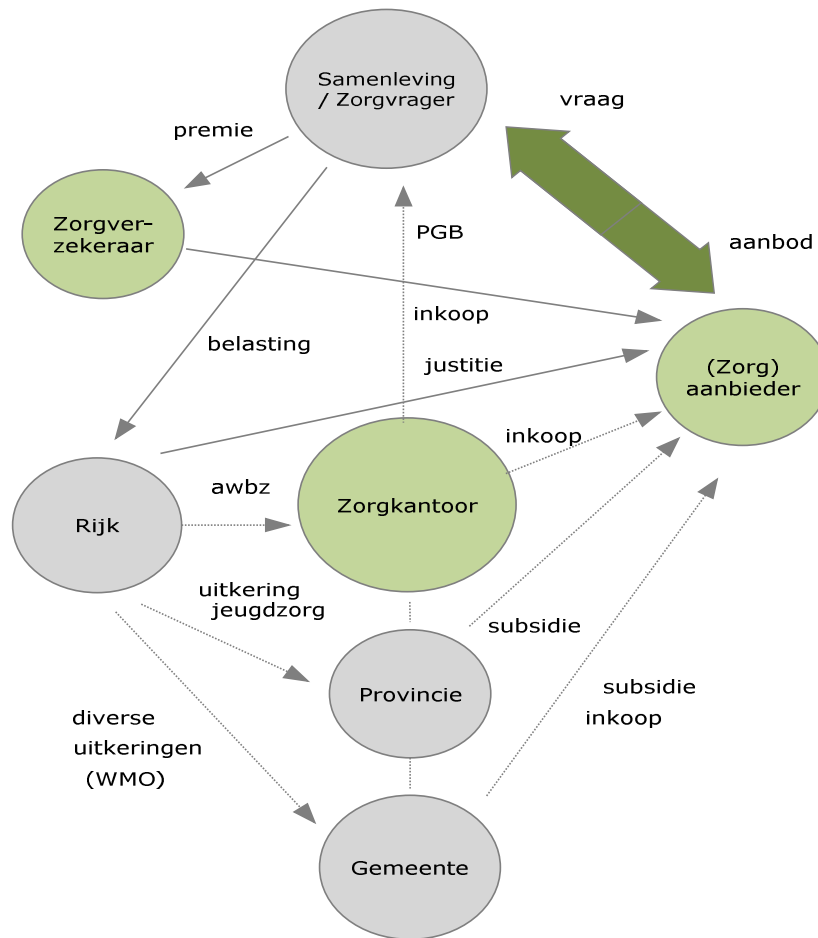 Samenleving
/ Zorgvrager
vraag
premie
Zorgver-
zekeraar
PGB
aanbod
inkoop
belasting
justitie
(Zorg)
aanbieder
inkoop
awbz
Zorgkantoor
Rijk
uitkering
jeugdzorg
subsidie
Provincie
subsidie
inkoop
diverse
uitkeringen
(WMO)
Gemeente